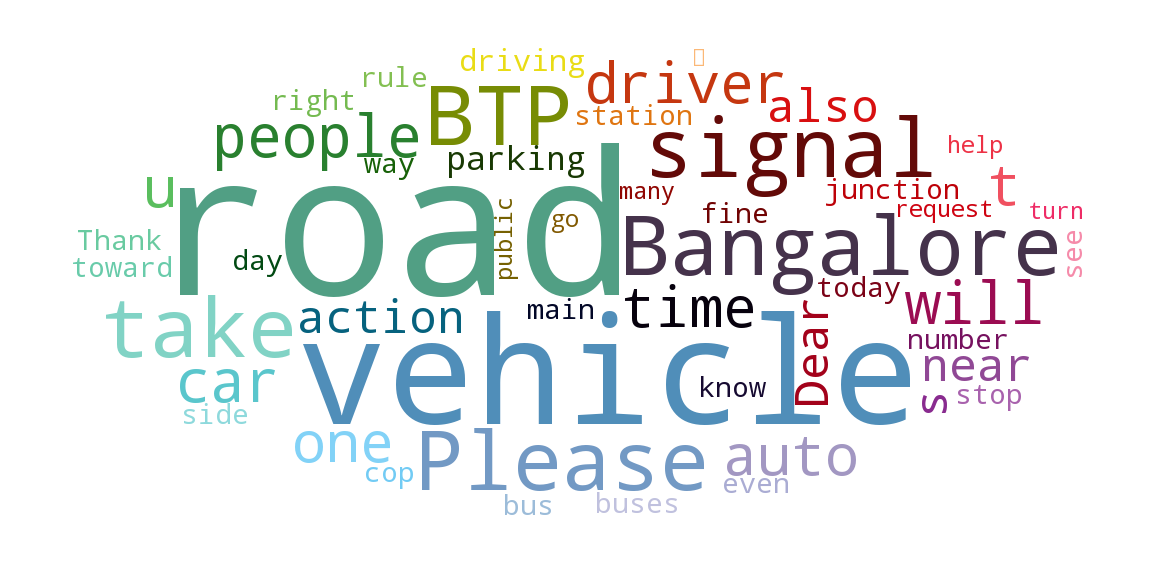 driving
rule
driver
right
BTP
also
station
people
signal
help
way
parking
u
road
many
junction
t
fine
request
turn
public
go
Bangalore
see
Thank
toward
day
today
take
action
main
time
Dear
will
number
vehicle
car
know
near
s
stop
side
one
cop
Please
auto
even
bus
buses